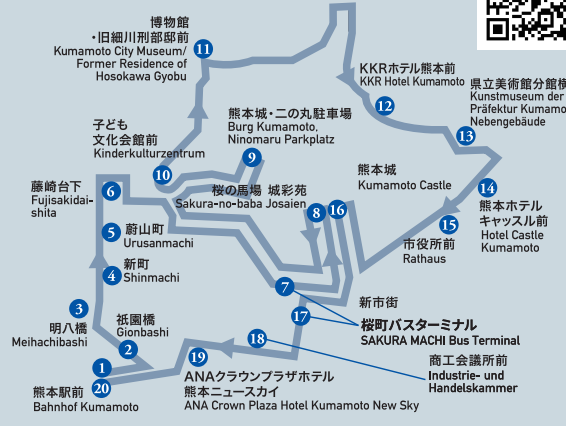 博物館
・旧細川刑部邸前
Kumamoto City Museum/
Former Residence of
Hosokawa Gyobu
11
KKRホテル熊本前
KKR Hotel Kumamoto
12
県立美術館分館横
Kunstmuseum der
Präfektur Kumamo
Nebengebäude
13
熊本城・二の丸駐車場
Burg Kumamoto,
Ninomaru Parkplatz
9
子ども
文化会館前
Kinderkulturzentrum
10
熊本城
Kumamoto Castle
14
熊本ホテル
キャッスル前
Hotel Castle
Kumamoto
藤崎台下
Fujisakidai-
shita
6
桜の馬場 城彩苑
Sakura-no-baba Josaien
8
16
15
市役所前
Rathaus
5
蔚山町
Urusanmachi
4
新町
Shinmachi
7
新市街
3
明八橋
Meihachibashi
祇園橋
Gionbashi
2
17
桜町バスターミナル
SAKURA MACHI Bus Terminal
18
商工会議所前
Industrie- und
Handelskammer
1
20
熊本駅前
Bahnhof Kumamoto
19
ANAクラウンプラザホテル
熊本ニュースカイ
ANA Crown Plaza Hotel Kumamoto New Sky